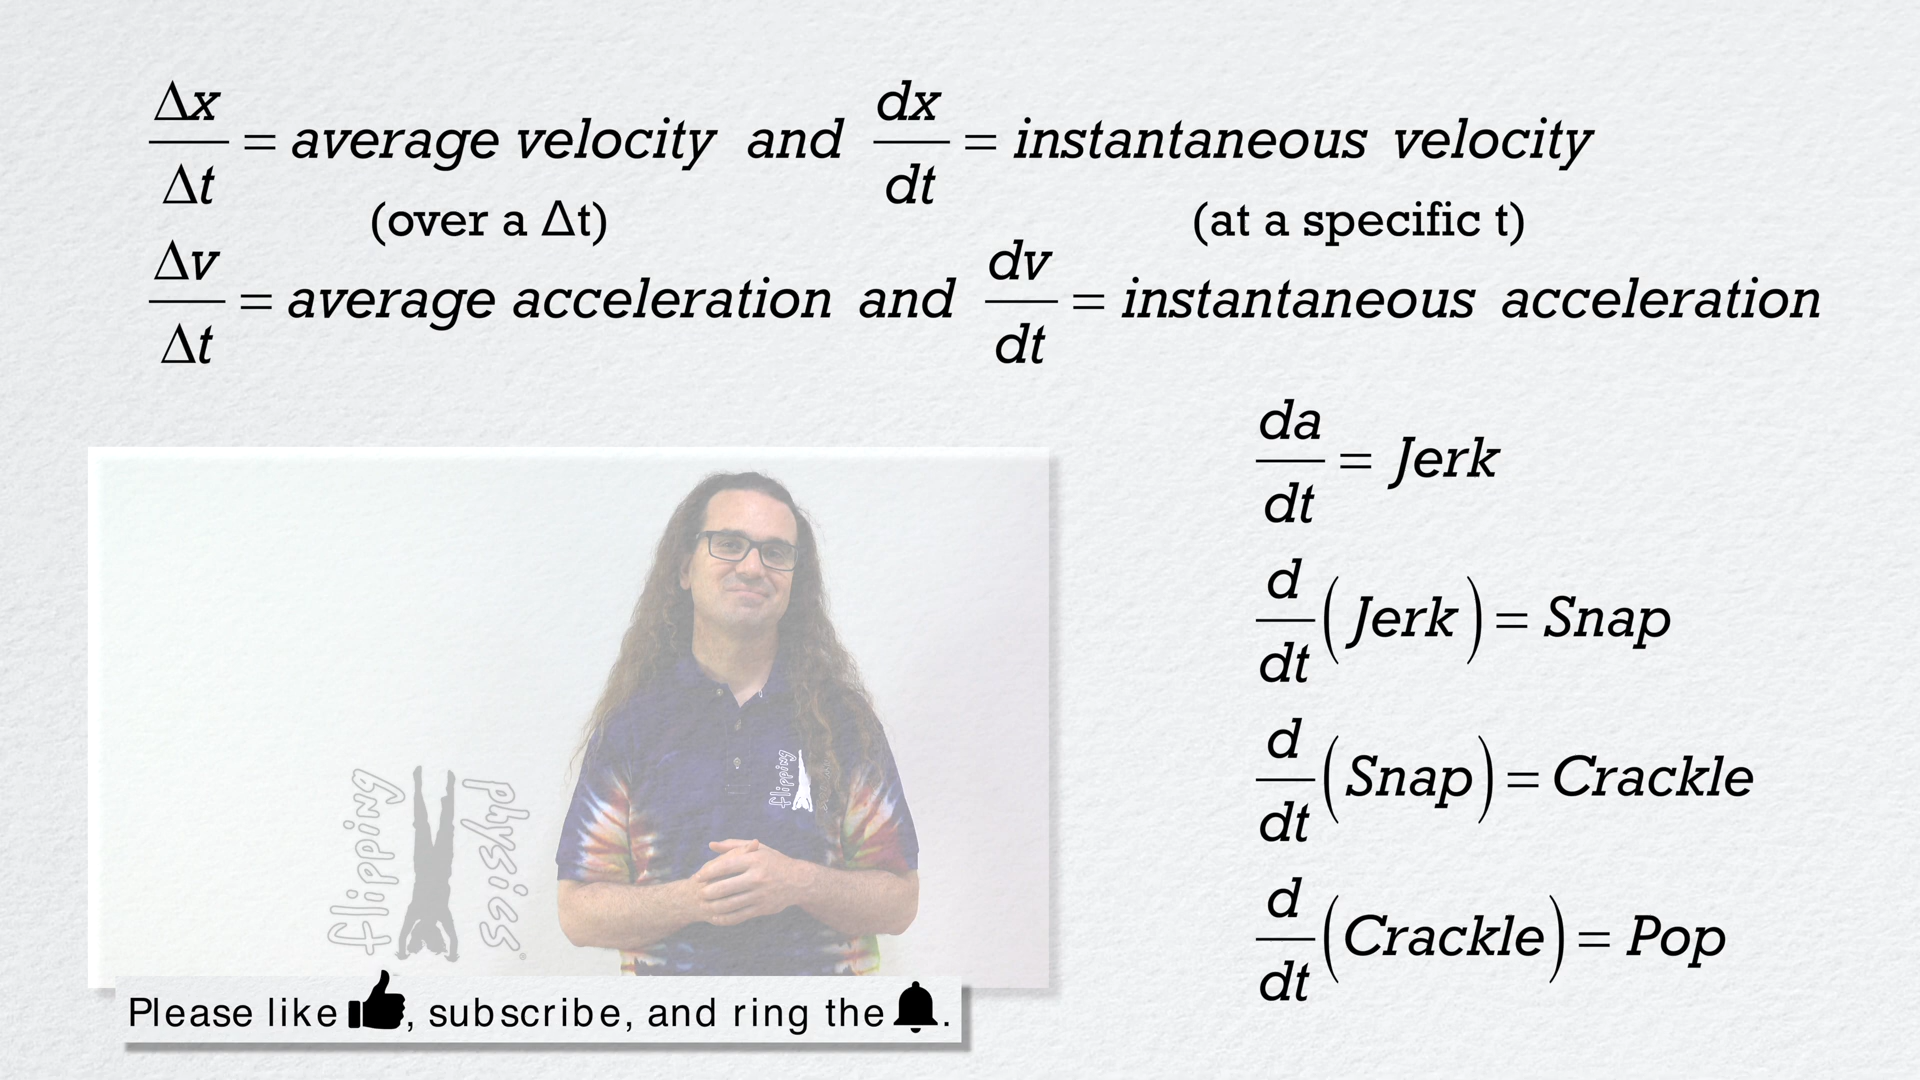 Δx/Δt = average velocity and dx/dt = instantaneous velocity
(over a Δt) (at a specific t)
Δv/Δt = average acceleration and dv/dt = instantaneous acceleration
da/dt = Jerk
d/dt (Jerk) = Snap
d/dt (Snap) = Crackle
d/dt (Crackle) = Pop
flipping
flipping
physics
Please like 👍, subscribe, and ring the 🔔.